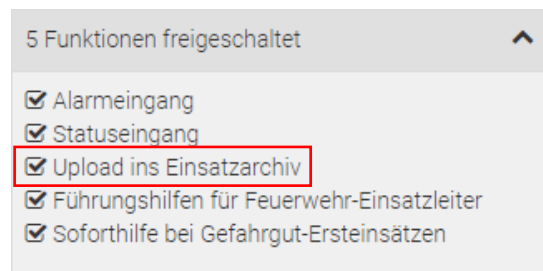 5 Funktionen freigeschaltet
Alarmeingang
Statuseingang
Upload ins Einsatzarchiv
Führungshilfen für Feuerwehr-Einsatzleiter
Soforthilfe bei Gefahrgut-Ersteinsätzen